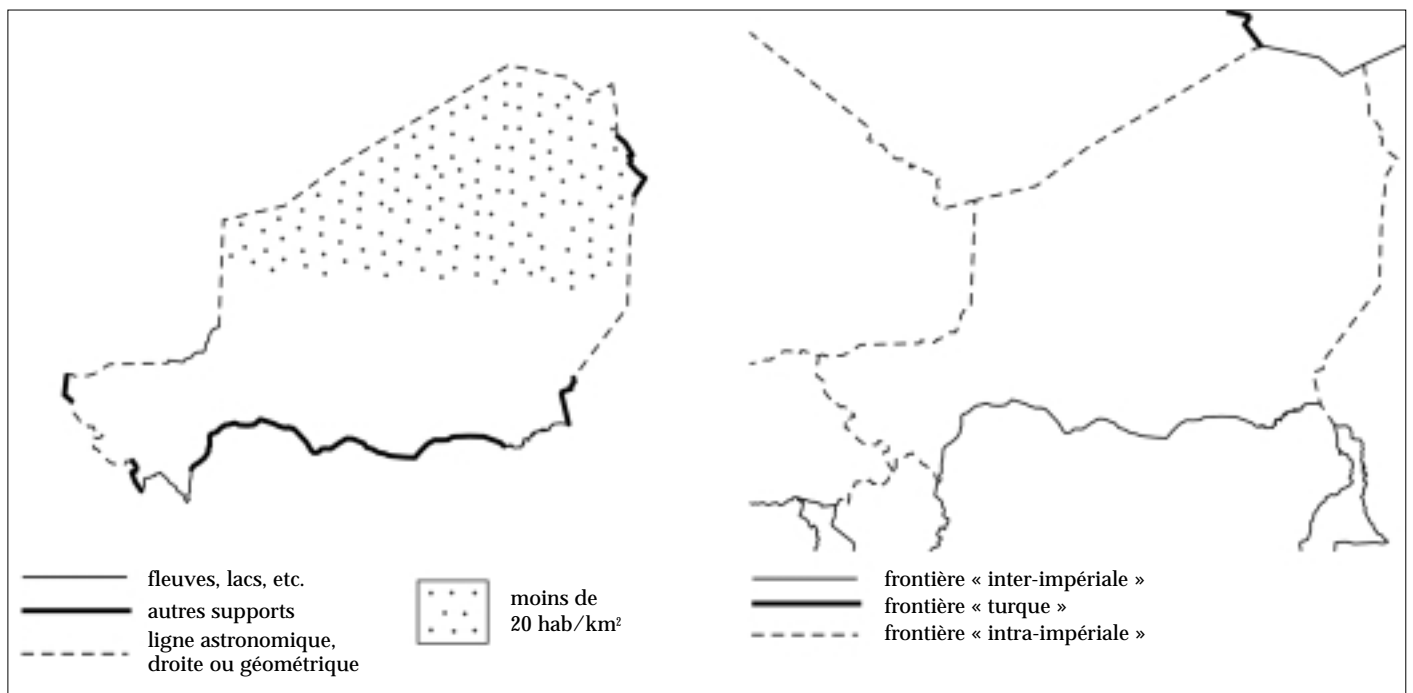 fleuves, lacs, etc.
autres supports
ligne astronomique,
droite ou géométrique
moins de
20 hab/km²
frontière « inter-impériale »
frontière « turque »
frontière « intra-impériale »